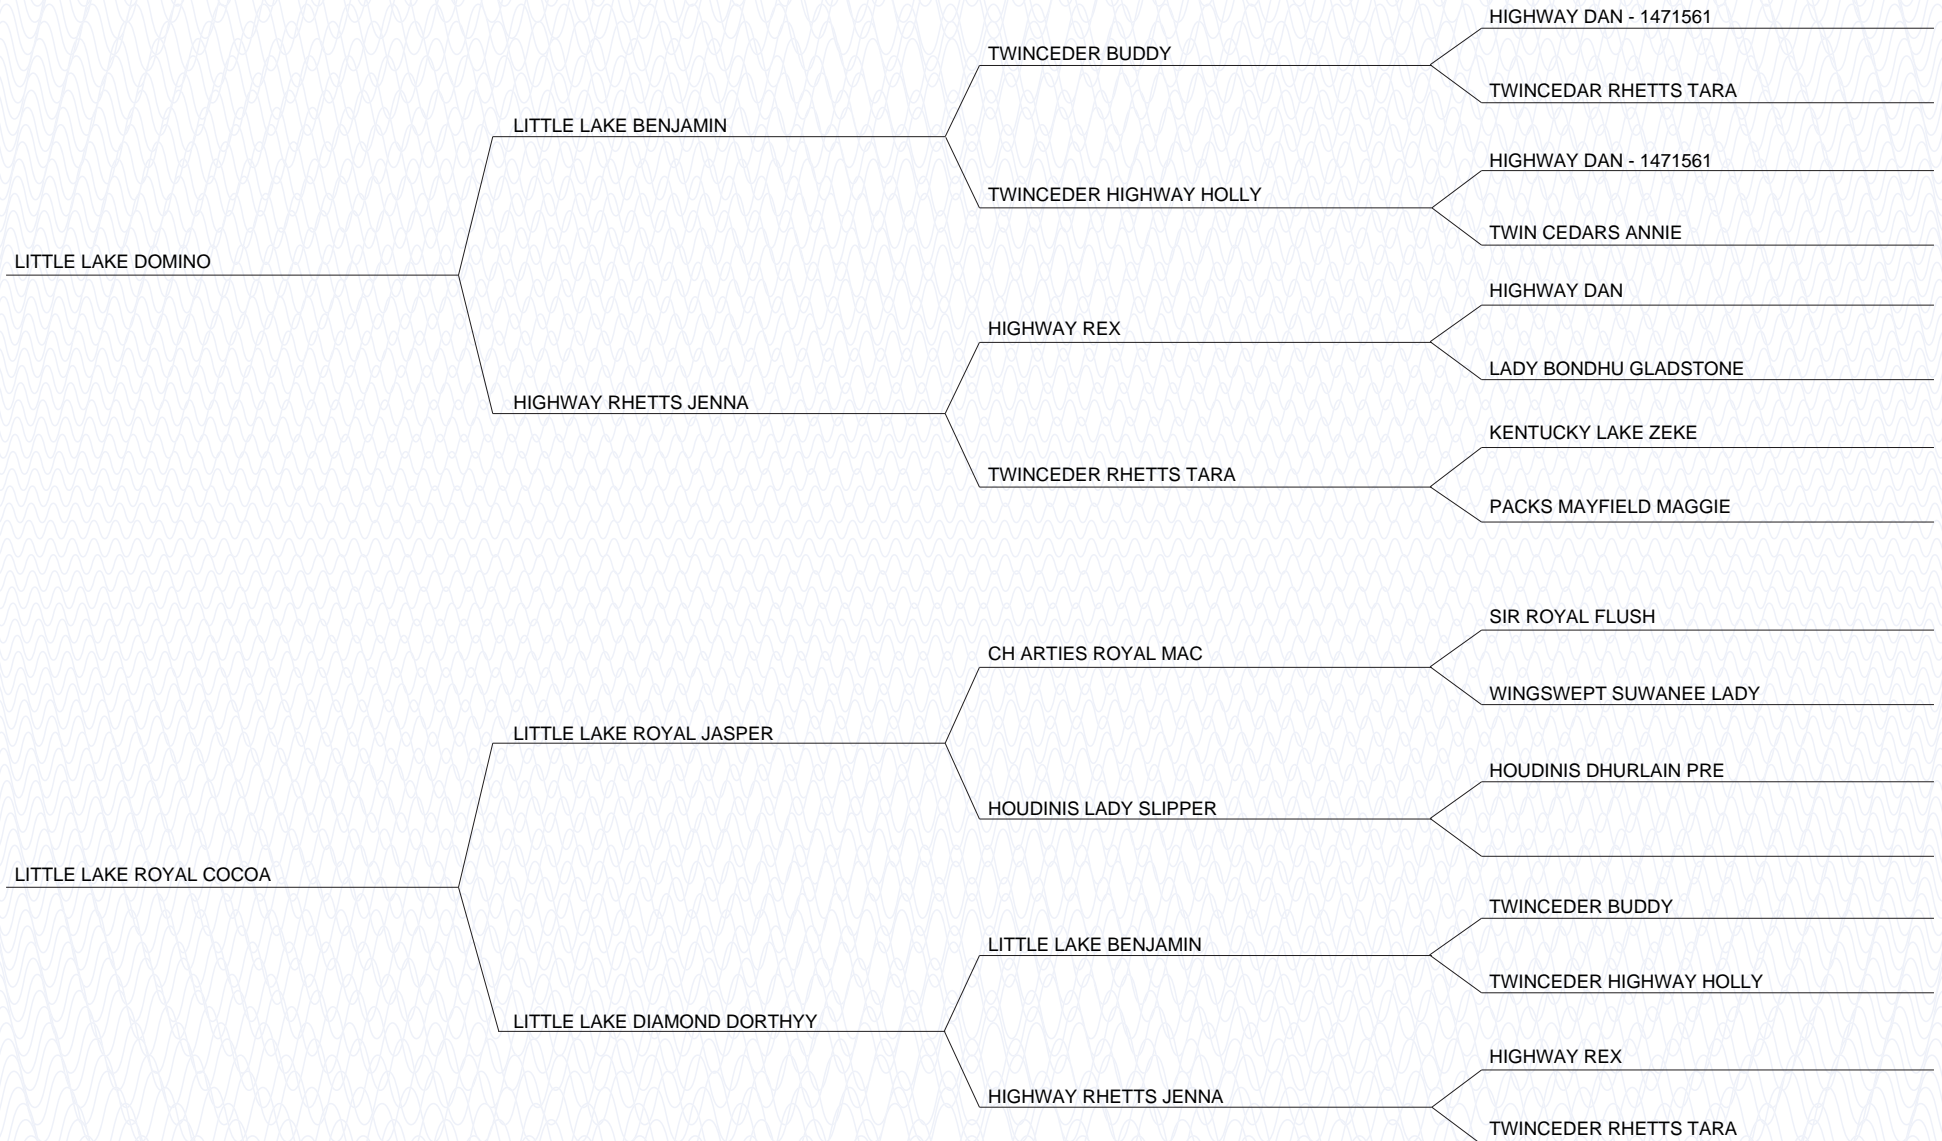 HIGHWAY DAN - 1471561
TWINCEDER BUDDY
TWINCEDAR RHETTS TARA
LITTLE LAKE BENJAMIN
HIGHWAY DAN - 1471561
TWINCEDER HIGHWAY HOLLY
TWIN CEDARS ANNIE
LITTLE LAKE DOMINO
HIGHWAY DAN
HIGHWAY REX
LADY BONDHU GLADSTONE
HIGHWAY RHETTS JENNA
KENTUCKY LAKE ZEKE
TWINCEDER RHETTS TARA
PACKS MAYFIELD MAGGIE
SIR ROYAL FLUSH
CH ARTIES ROYAL MAC
WINGSWEPT SUWANEE LADY
LITTLE LAKE ROYAL JASPER
HOUDINIS DHURLAIN PRE
HOUDINIS LADY SLIPPER
LITTLE LAKE ROYAL COCOA
TWINCEDER BUDDY
LITTLE LAKE BENJAMIN
TWINCEDER HIGHWAY HOLLY
LITTLE LAKE DIAMOND DORTHYY
HIGHWAY REX
HIGHWAY RHETTS JENNA
TWINCEDER RHETTS TARA